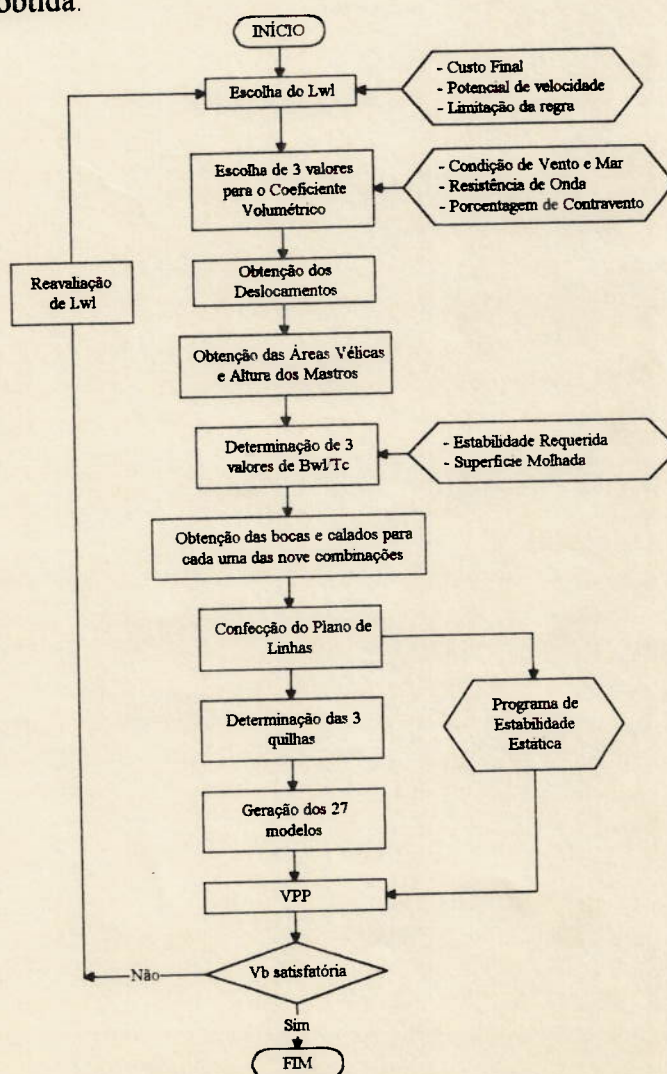 obtida.
INÍCIO
Escolha do Lwl
- Custo Final
- Potencial de velocidade
- Limitação da regra
Escolha de 3 valores
para o Coeficiente
Volumétrico
- Condição de Vento e Mar
- Resistência de Onda
- Porcentagem de Contravento
Reavaliação
de Lwl
Obtenção dos
Deslocamentos
Obtenção das Áreas Vélicas
e Altura dos Mastros
Determinação de 3
valores de Bwl/Tc
- Estabilidade Requerida
- Superfície Molhada
Obtenção das bocas e calados para
cada uma das nove combinações
Confecção do Plano de
Linhas
Programa de
Estabilidade
Estática
Determinação das 3
quilhas
Geração dos 27
modelos
VPP
Vb satisfatória
Não
Sim
FIM